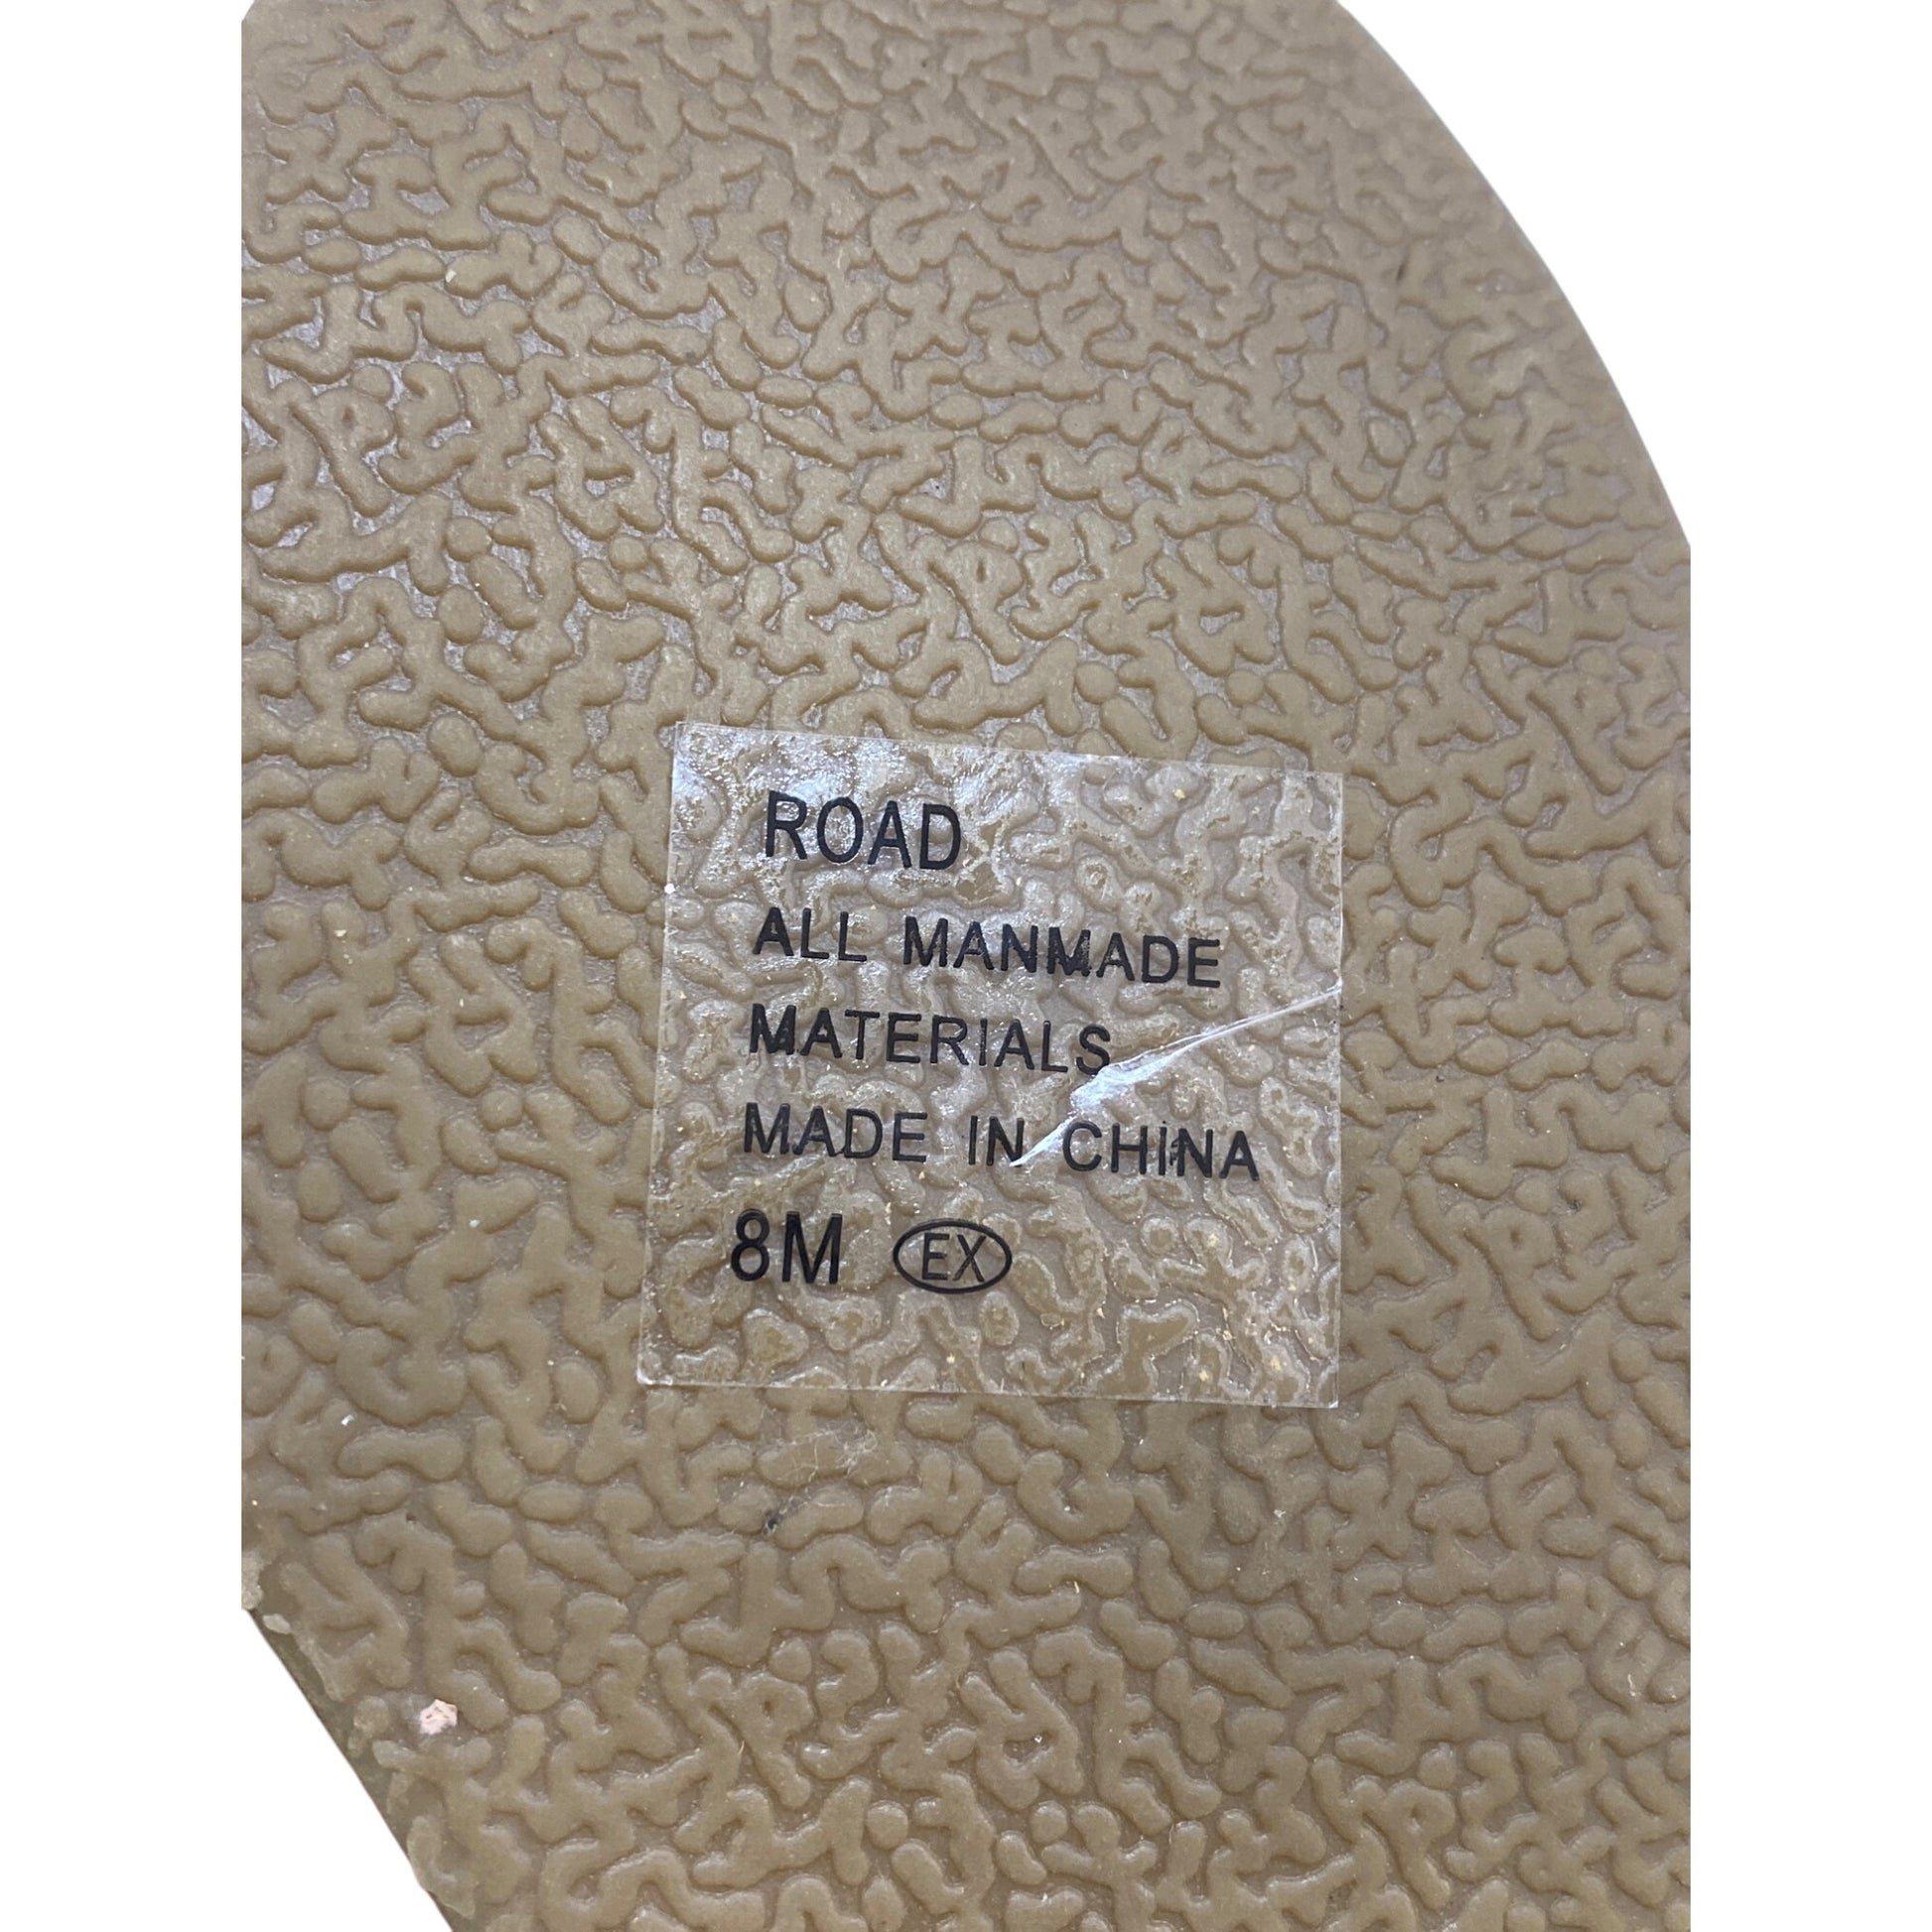 ROAD
ALL MANMADE
MATERIALS
MADE IN CHINA
8M EX